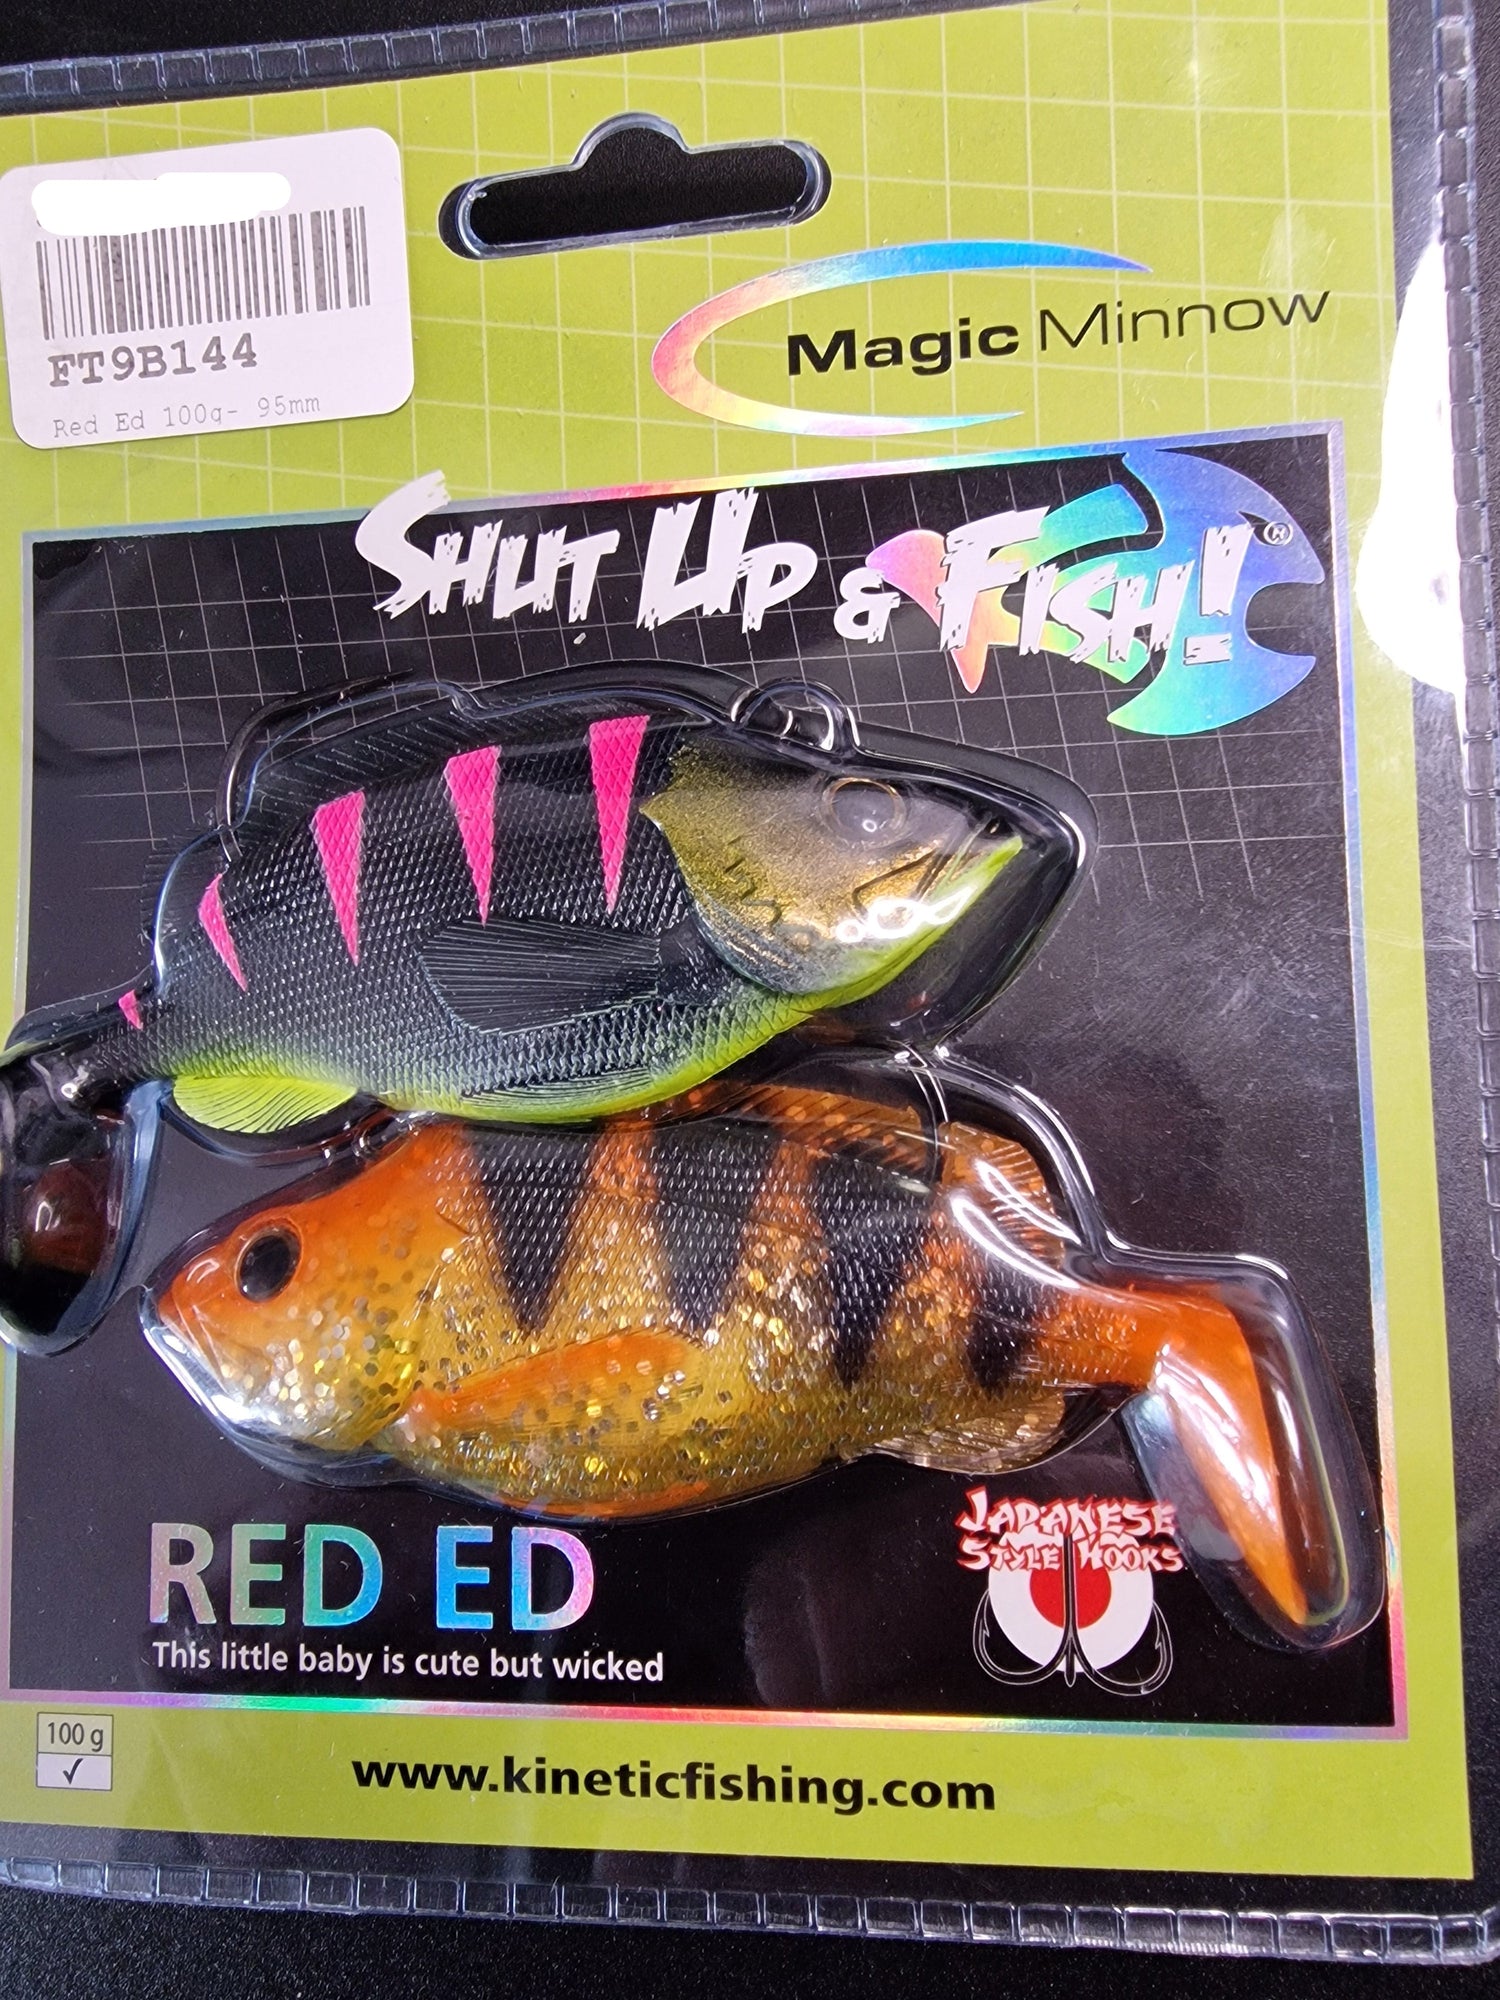 FT9B144
Red Ed 100g- 95mm
Magic Minnow
SHUT UP & FISH!®
RED ED
This little baby is cute but wicked
JAPANESE
STYLE HOOKS
100 g
✓
www.kineticfishing.com